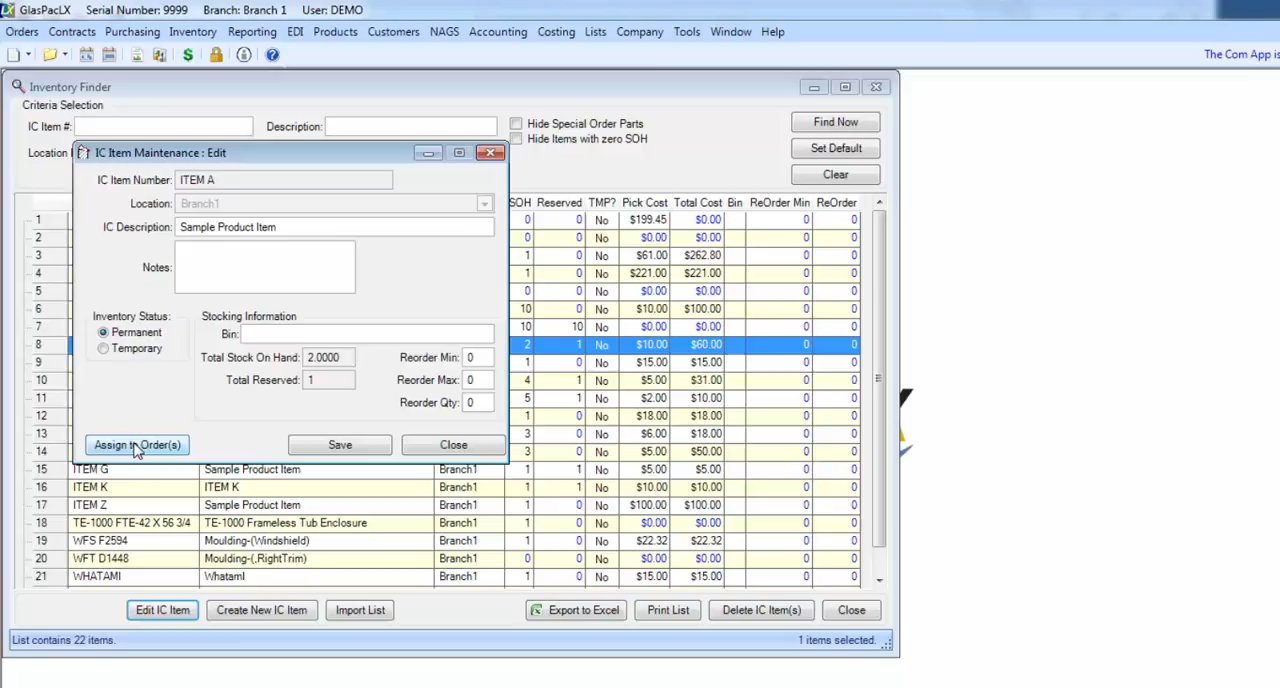 GlasPacLX Serial Number: 9999 Branch: Branch 1 User: DEMO
Orders Contracts Purchasing Inventory Reporting EDI Products Customers NAGS Accounting Costing Lists Company Tools Window Help
The Com App is
Inventory Finder
Criteria Selection
IC Item #: Description: Hide Special Order Parts Find Now
Hide Items with zero SOH
Location Set Default
Clear
IC Item Maintenance : Edit
IC Item Number: ITEM A
Location: Branch1
IC Description: Sample Product Item
Notes:
Inventory Status:
Permanent
Temporary
Stocking Information
Bin:
Total Stock On Hand: 2.0000 Reorder Min: 0
Total Reserved: 1 Reorder Max: 0
Reorder Qty: 0
Assign to Order(s) Save Close
SOH Reserved TMP? Pick Cost Total Cost Bin ReOrder Min ReOrder
1 0 0 No $199.45 $0.00 0 0
2 0 0 No $0.00 $0.00 0 0
3 1 0 No $61.00 $262.80 0 0
4 1 0 No $221.00 $221.00 0 0
5 0 0 No $0.00 $0.00 0 0
6 10 0 No $10.00 $100.00 0 0
7 10 10 No $0.00 $0.00 0 0
8 2 1 No $10.00 $60.00 0 0
9 1 0 No $15.00 $15.00 0 0
10 4 1 No $5.00 $31.00 0 0
11 5 1 No $2.00 $10.00 0 0
12 1 0 No $18.00 $18.00 0 0
13 3 0 No $6.00 $18.00 0 0
14 3 0 No $5.00 $50.00 0 0
15 ITEM G Sample Product Item Branch1 1 1 No $5.00 $5.00 0 0
16 ITEM K ITEM K Branch1 1 1 No $10.00 $10.00 0 0
17 ITEM Z Sample Product Item Branch1 1 0 No $100.00 $100.00 0 0
18 TE-1000 FTE-42 X 56 3/4 TE-1000 Frameless Tub Enclosure Branch1 0 0 No $0.00 $0.00 0 0
19 WFS F2594 Moulding-(Windshield) Branch1 1 0 No $22.32 $22.32 0 0
20 WFT D1448 Moulding-(,RightTrim) Branch1 0 0 No $0.00 $0.00 0 0
21 WHATAMI WhatamI Branch1 1 0 No $15.00 $15.00 0 0
Edit IC Item Create New IC Item Import List Export to Excel Print List Delete IC Item(s) Close
List contains 22 items. 1 items selected.